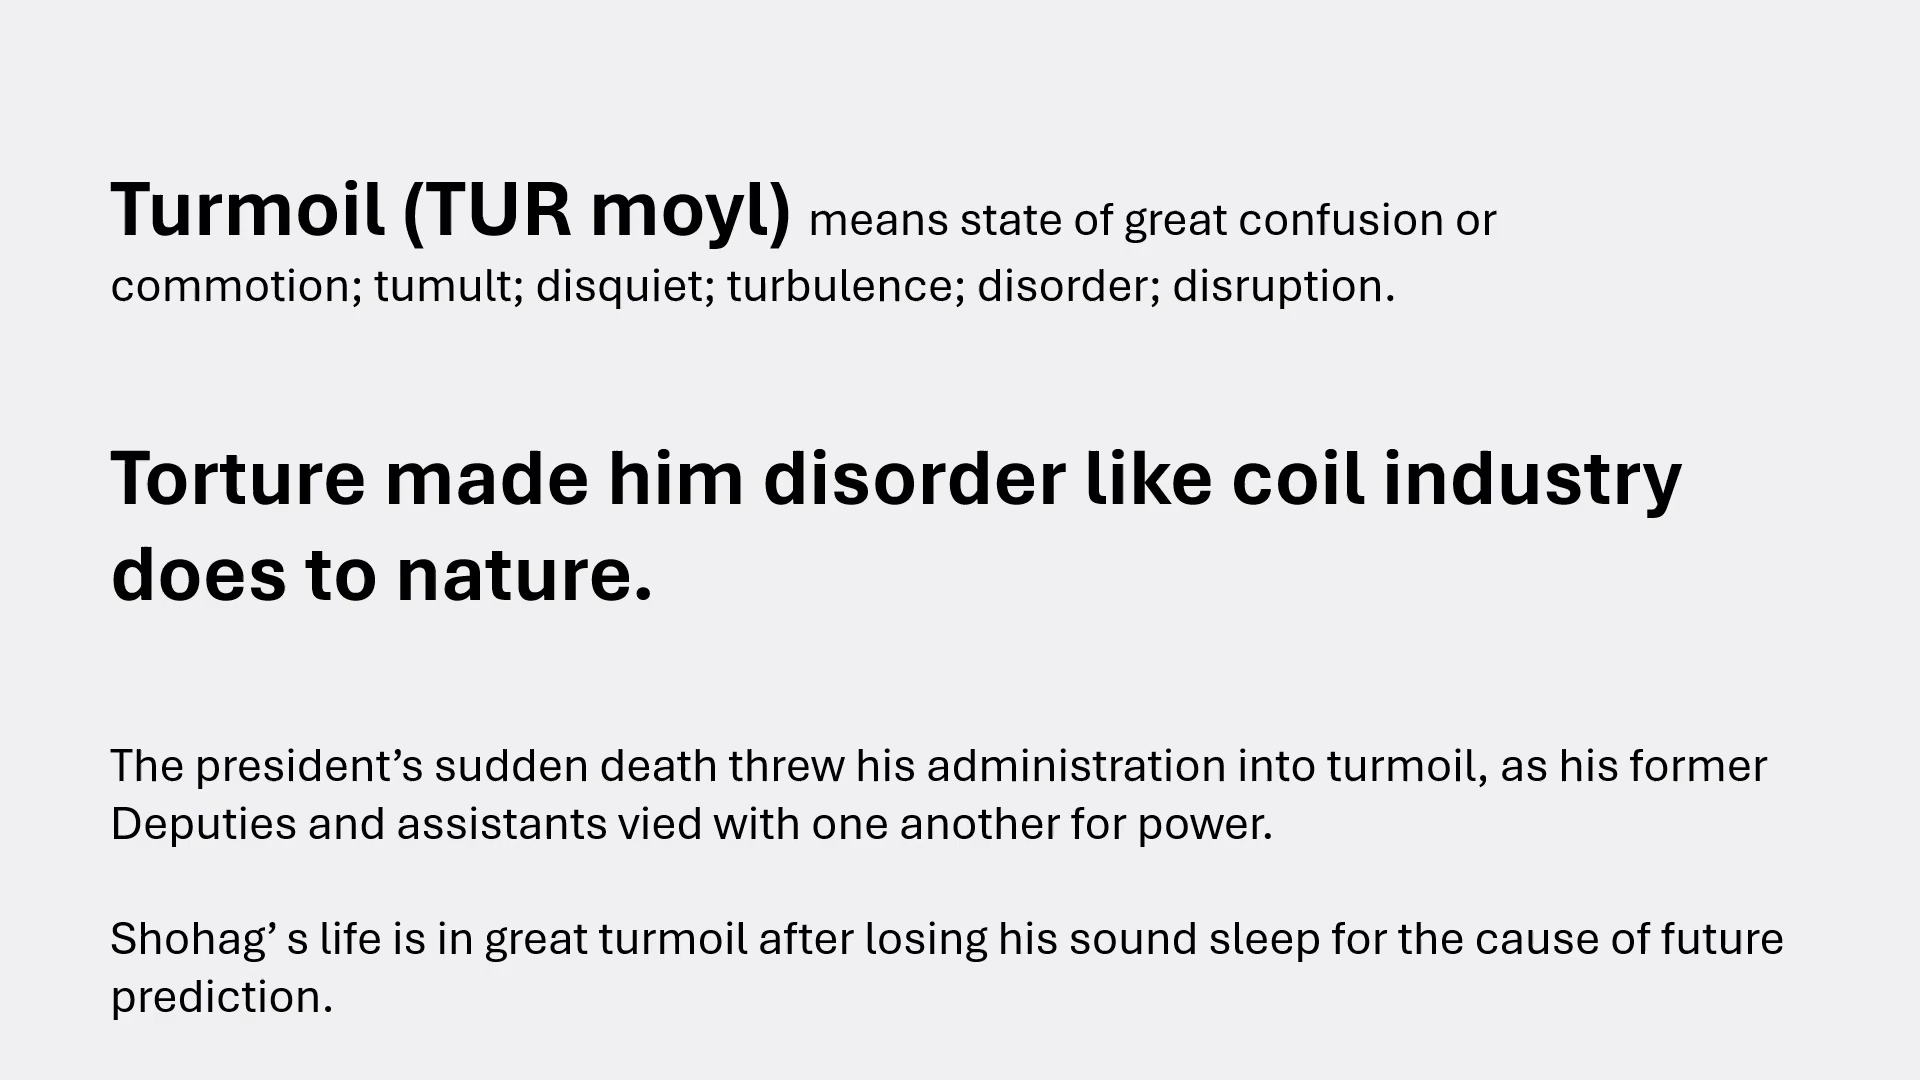 Turmoil (TUR moyl) means state of great confusion or
commotion; tumult; disquiet; turbulence; disorder; disruption.
Torture made him disorder like coil industry
does to nature.
The president’s sudden death threw his administration into turmoil, as his former
Deputies and assistants vied with one another for power.
Shohag’ s life is in great turmoil after losing his sound sleep for the cause of future
prediction.